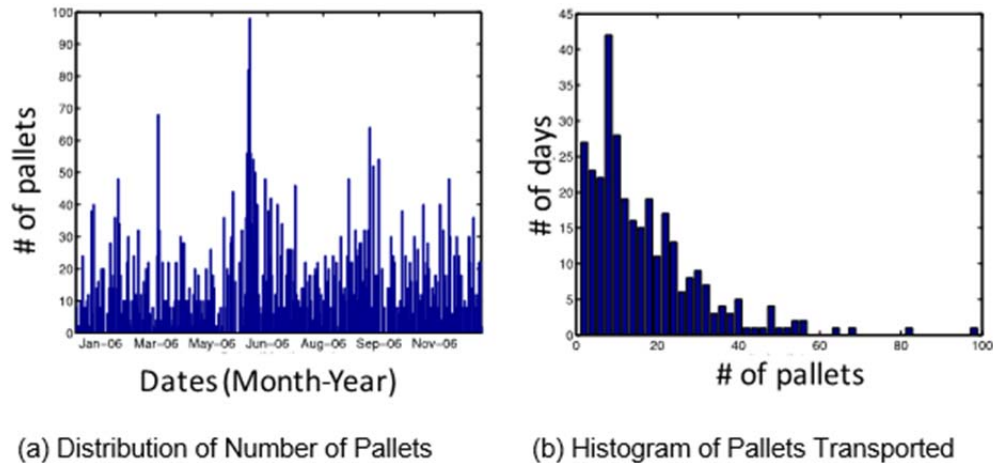 100
90
80
70
60
50
40
30
20
10
0
# of pallets
Jan-06 Mar-06 May-06 Jun-06 Aug-06 Sep-06 Nov-06
Dates (Month-Year)
(a) Distribution of Number of Pallets
45
40
35
30
25
20
15
10
5
0
# of days
0 20 40 60 80 100
# of pallets
(b) Histogram of Pallets Transported